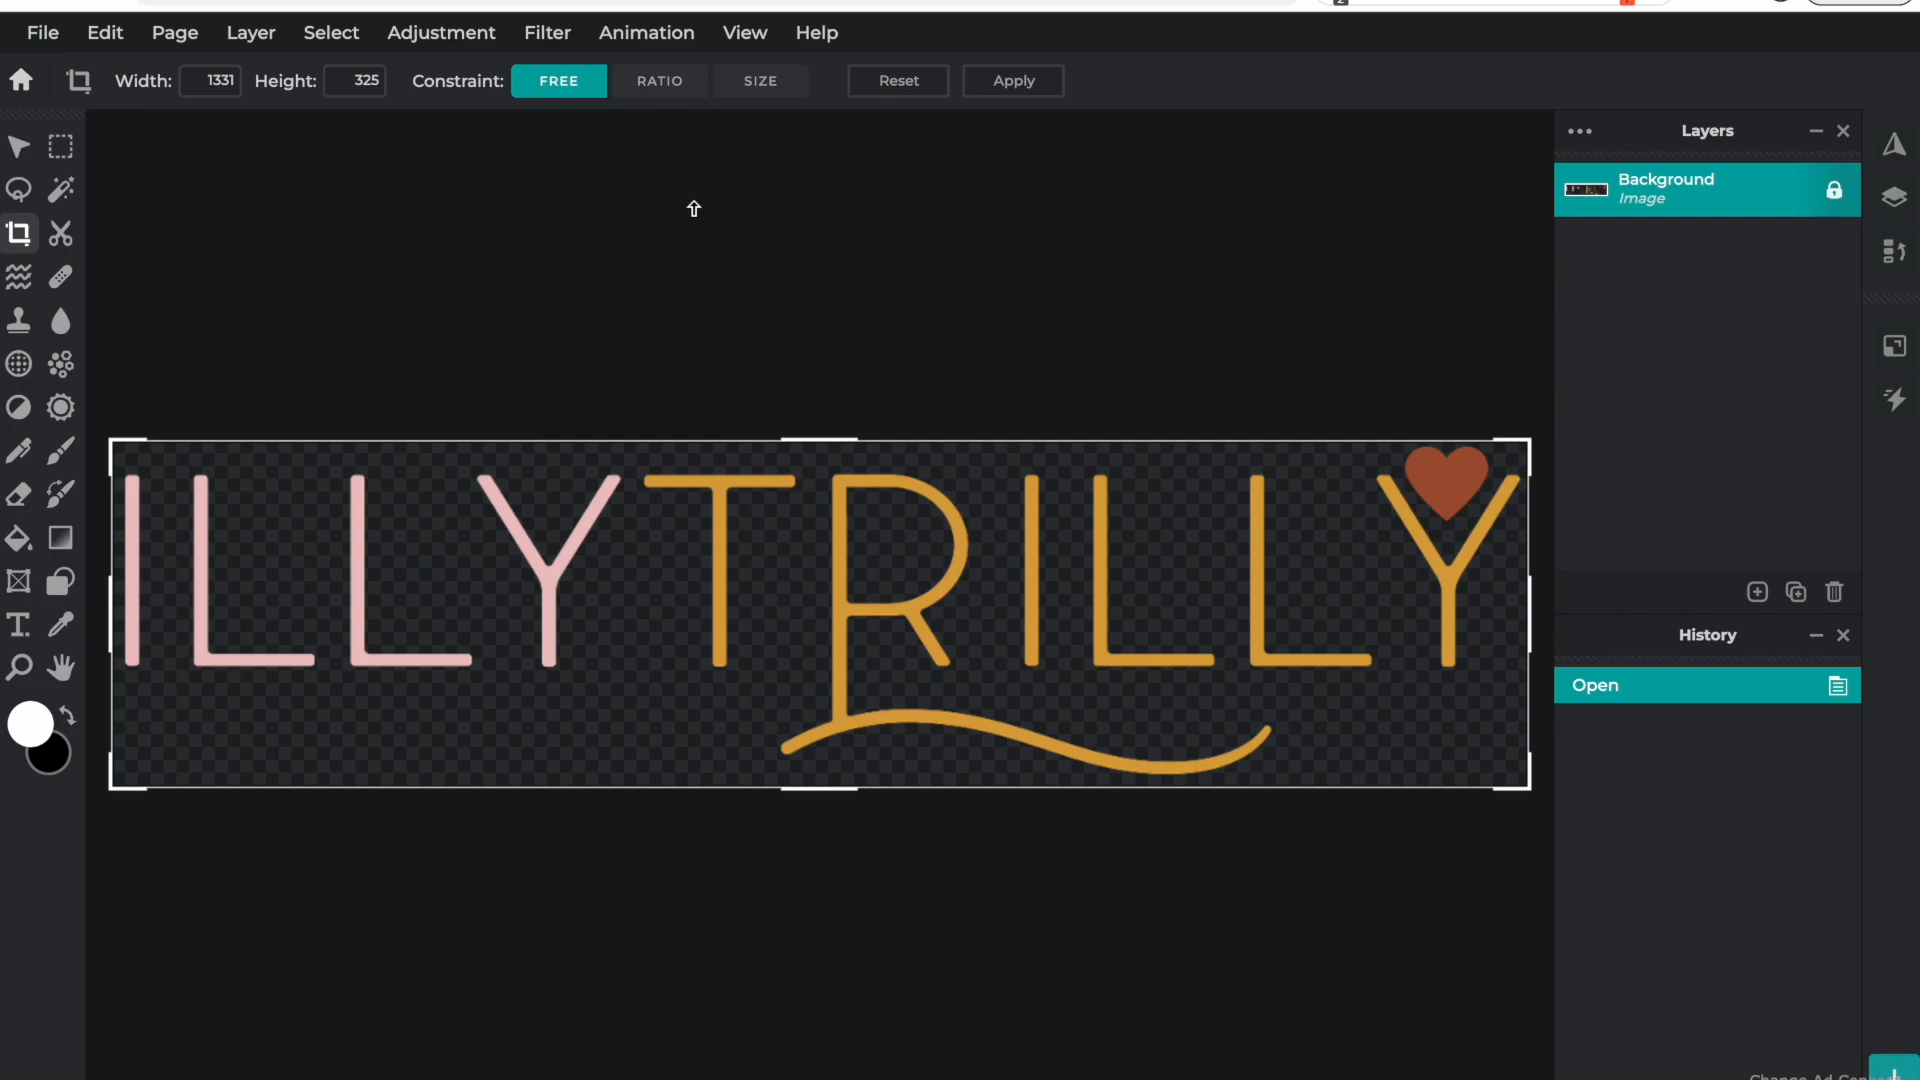 File Edit Page Layer Select Adjustment Filter Animation View Help
Width: 1331 Height: 325 Constraint: FREE RATIO SIZE Reset Apply
Layers
Background
Image
ILLYTRILLY
History
Open